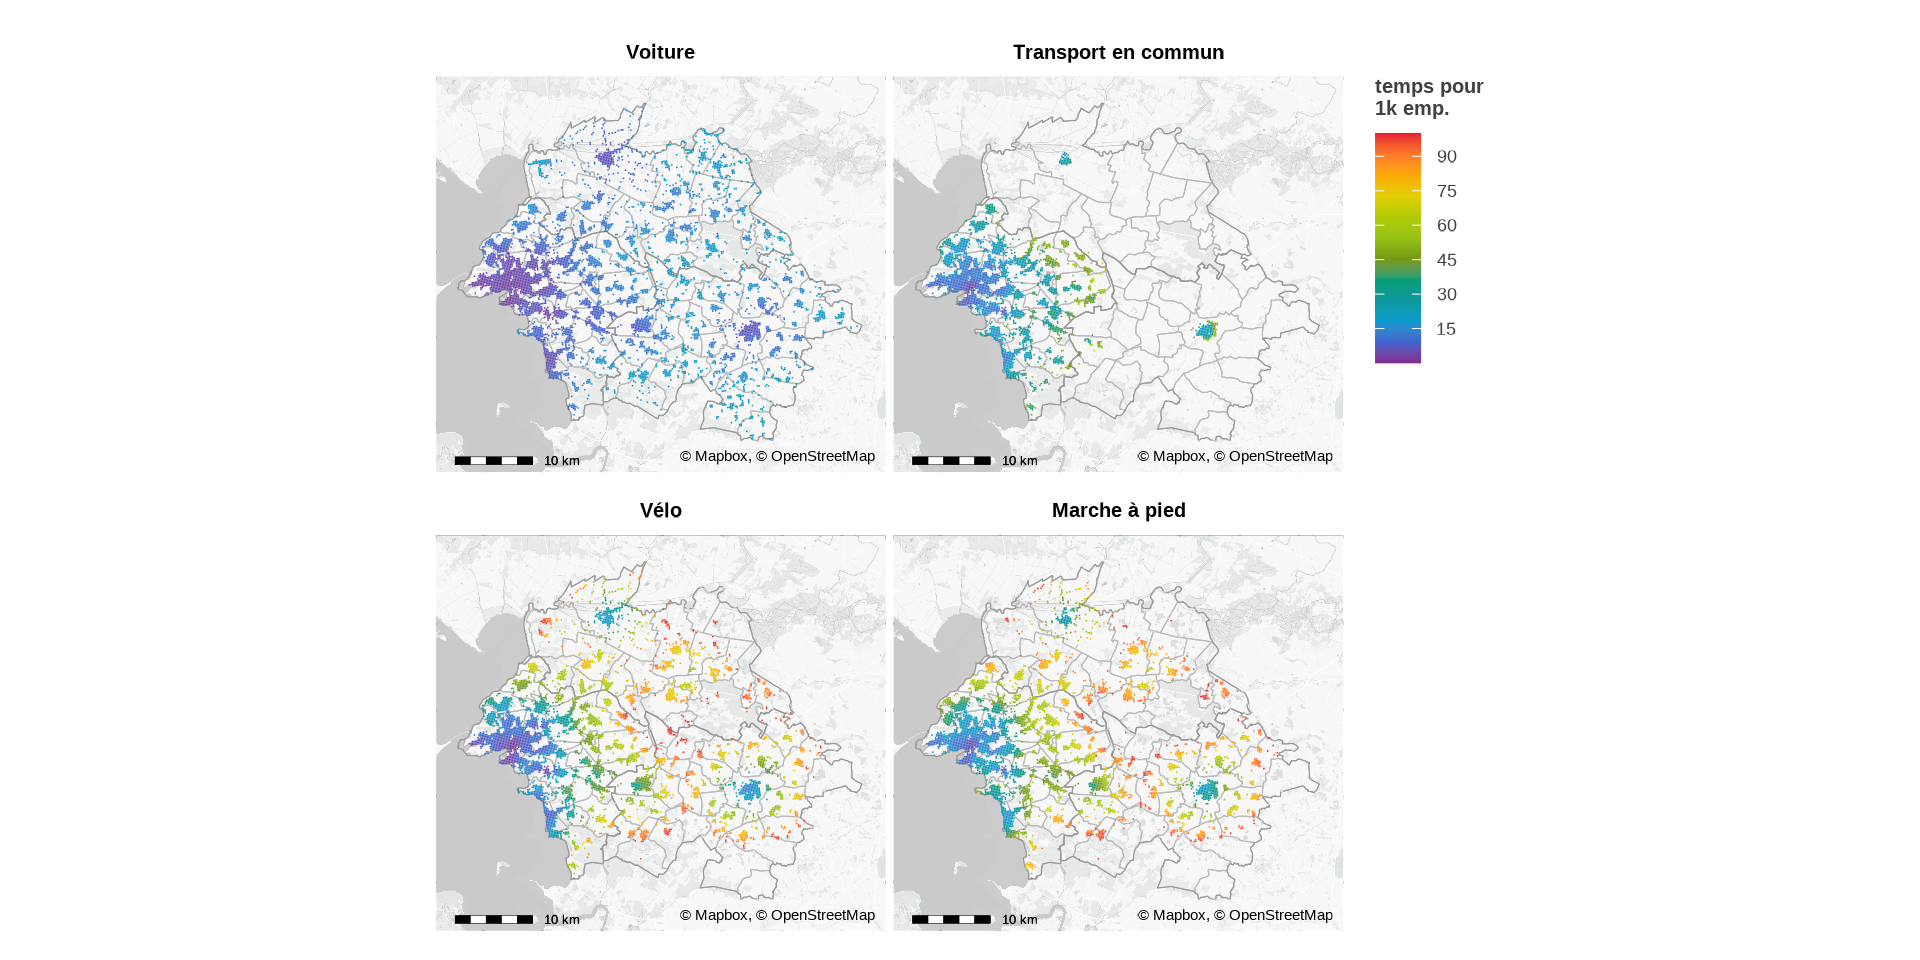 Voiture
Transport en commun
temps pour
1k emp.
90
75
60
45
30
15
10 km
© Mapbox, © OpenStreetMap
10 km
© Mapbox, © OpenStreetMap
Vélo
Marche à pied
10 km
© Mapbox, © OpenStreetMap
10 km
© Mapbox, © OpenStreetMap